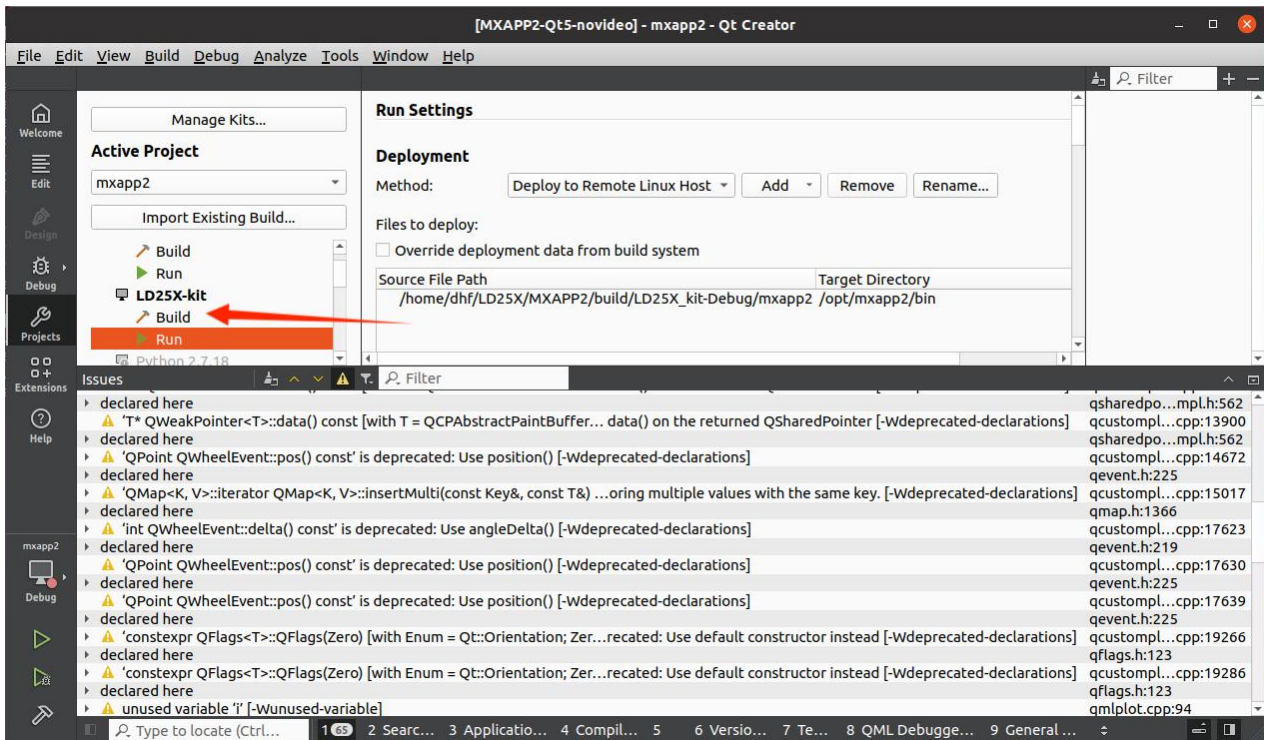 [MXAPP2-Qt5-novideo] - mxapp2 - Qt Creator
File Edit View Build Debug Analyze Tools Window Help
Filter
Welcome
Edit
Design
Debug
Projects
Extensions
Help
mxapp2
Debug
Manage Kits...
Active Project
mxapp2
Import Existing Build...
Build
Run
LD25X-kit
Build
Run
Python 2.7.18
Run Settings
Deployment
Method: Deploy to Remote Linux Host Add Remove Rename...
Files to deploy:
Override deployment data from build system
Source File Path Target Directory
/home/dhf/LD25X/MXAPP2/build/LD25X_kit-Debug/mxapp2 /opt/mxapp2/bin
Issues Filter
declared here qsharedpo...mpl.h:562
‘T* QWeakPointer<T>::data() const [with T = QCPAbstractPaintBuffer... data() on the returned QSharedPointer [-Wdeprecated-declarations] qcustompl...cpp:13900
declared here qsharedpo...mpl.h:562
‘QPoint QWheelEvent::pos() const’ is deprecated: Use position() [-Wdeprecated-declarations] qcustompl...cpp:14672
declared here qevent.h:225
‘QMap<K, V>::iterator QMap<K, V>::insertMulti(const Key&, const T&) ...oring multiple values with the same key. [-Wdeprecated-declarations] qcustompl...cpp:15017
declared here qmap.h:1366
‘int QWheelEvent::delta() const’ is deprecated: Use angleDelta() [-Wdeprecated-declarations] qcustompl...cpp:17623
declared here qevent.h:219
‘QPoint QWheelEvent::pos() const’ is deprecated: Use position() [-Wdeprecated-declarations] qcustompl...cpp:17630
declared here qevent.h:225
‘QPoint QWheelEvent::pos() const’ is deprecated: Use position() [-Wdeprecated-declarations] qcustompl...cpp:17639
declared here qevent.h:225
‘constexpr QFlags<T>::QFlags(Zero) [with Enum = Qt::Orientation; Zer...recated: Use default constructor instead [-Wdeprecated-declarations] qcustompl...cpp:19266
declared here qflags.h:123
‘constexpr QFlags<T>::QFlags(Zero) [with Enum = Qt::Orientation; Zer...recated: Use default constructor instead [-Wdeprecated-declarations] qcustompl...cpp:19286
declared here qflags.h:123
unused variable ‘i’ [-Wunused-variable] qmlplot.cpp:94
Type to locate (Ctrl... 1 65 2 Searc... 3 Applicatio... 4 Compil... 5 6 Versio... 7 Te... 8 QML Debugge... 9 General ...